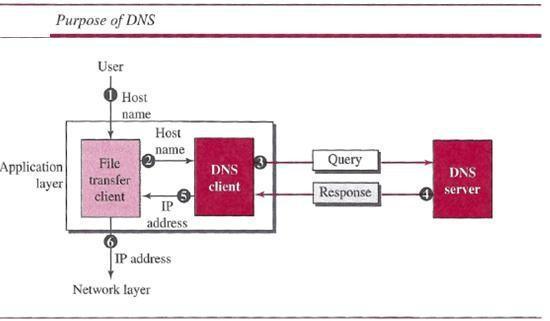 Purpose of DNS
User
1 Host
name
Host
name
Application
layer
File
transfer
client
2
DNS
client
3
Query
DNS
server
5
IP
address
Response
4
6
IP address
Network layer